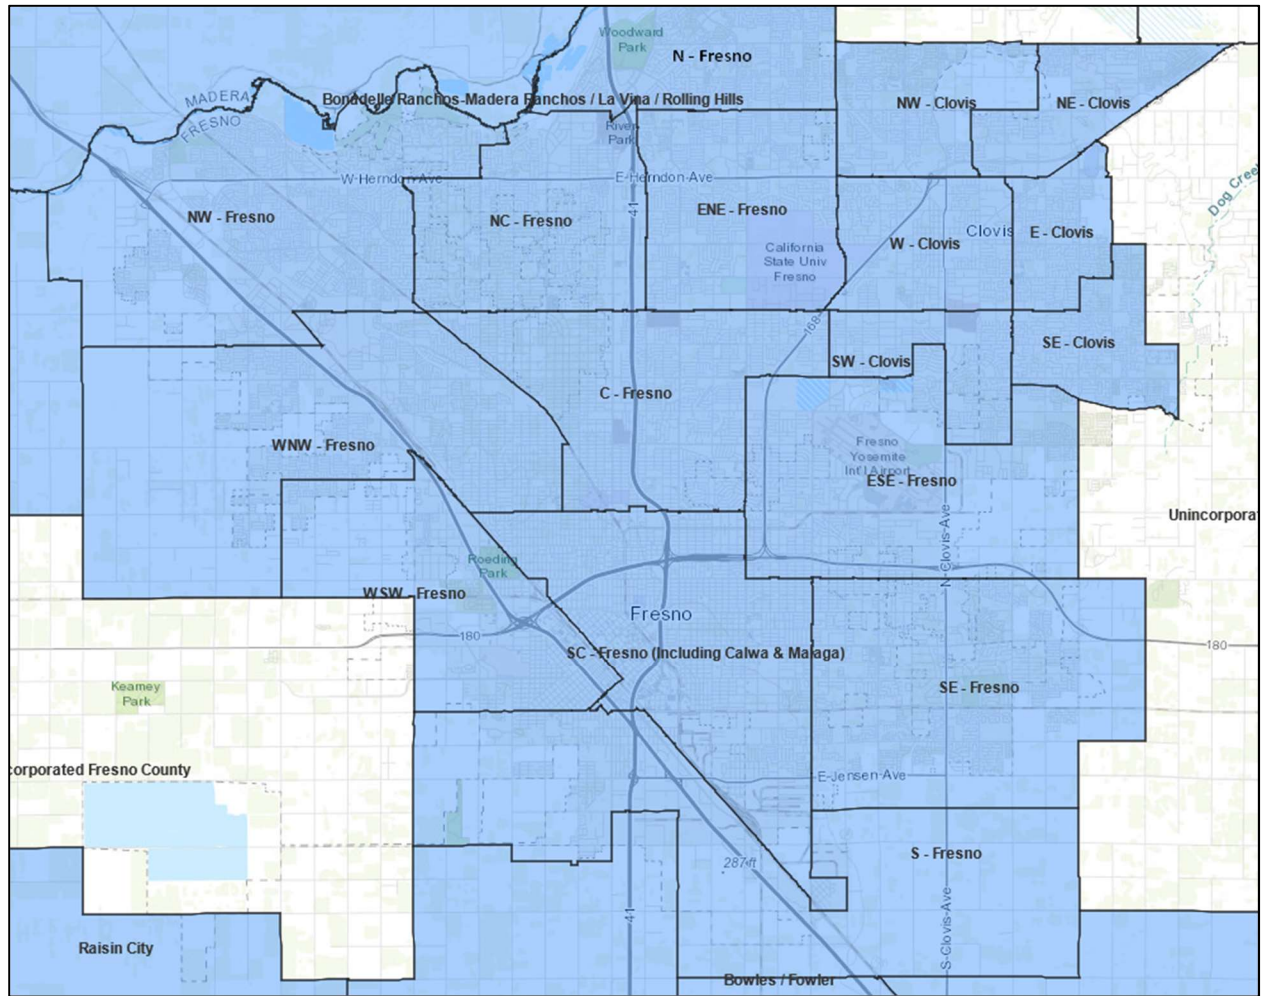 Woodward
Park
N - Fresno
MADERA
FRESNO
Bonadelle Ranchos-Madera Ranchos / La Vina / Rolling Hills
NW - Clovis
NE - Clovis
River
Park
W Herndon Ave
E Herndon Ave
Dog Creek
NW - Fresno
NC - Fresno
41
ENE - Fresno
California
State Univ
Fresno
W - Clovis
Clovis
E - Clovis
168
SW - Clovis
SE - Clovis
C - Fresno
WNW - Fresno
Fresno
Yosemite
Int'l Airport
ESE - Fresno
Unincorpora
N Clovis Ave
Roeding
Park
WSW - Fresno
Fresno
180
180
SC - Fresno (Including Calwa & Malaga)
SE - Fresno
Kearney
Park
corporated Fresno County
E Jensen Ave
S - Fresno
287 ft
41
S Clovis Ave
Raisin City
Bowles / Fowler